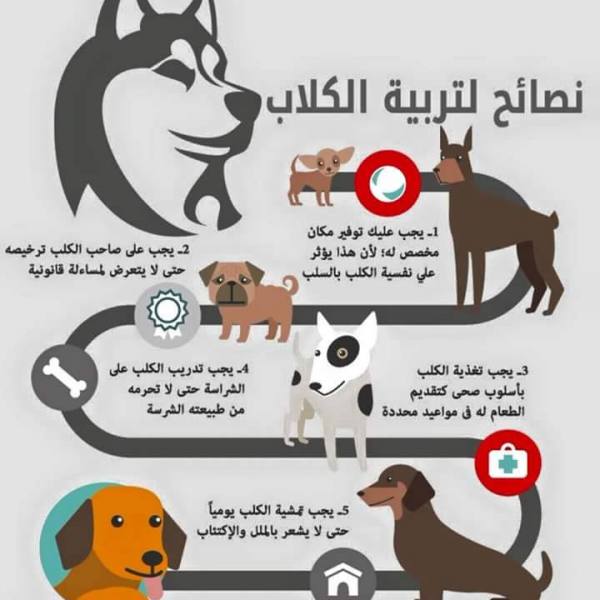 نصائح لتربية الكلاب
1ـ يجب عليك توفير مكان
مخصص له؛ لأن هذا يؤثر
علي نفسية الكلب بالسلب
2ـ يجب على صاحب الكلب ترخيصه
حتى لا يتعرض لمساءلة قانونية
3ـ يجب تغذية الكلب
بأسلوب صحى كتقديم
الطعام له فى مواعيد محددة
4ـ يجب تدريب الكلب على
الشراسة حتى لا تحرمه
من طبيعته الشرسة
5ـ يجب تمشية الكلب يومياً
حتى لا يشعر بالملل والإكتئاب